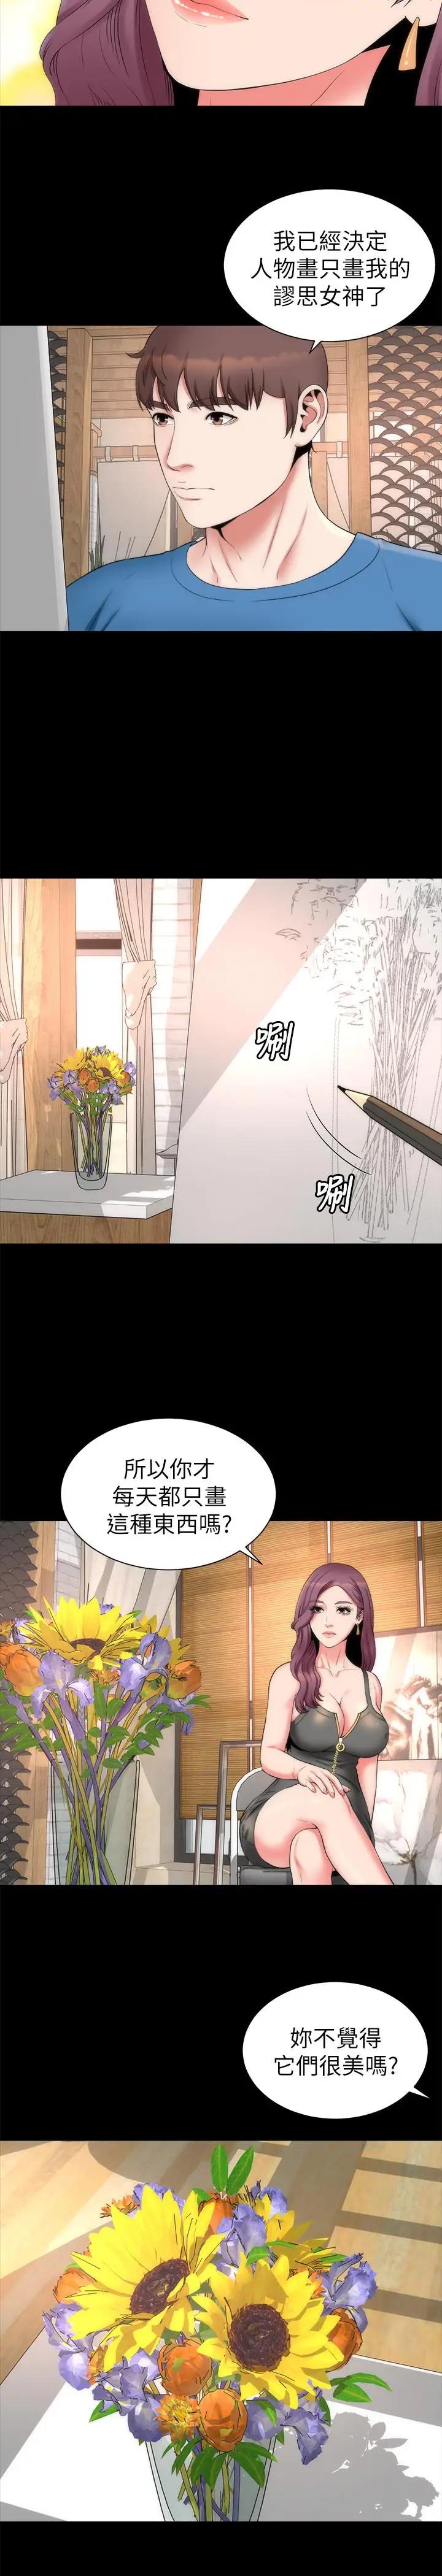 我已經決定
人物畫只畫我的
謬思女神了
唰
唰
所以你才
每天都只畫
這種東西嗎?
妳不覺得
它們很美嗎?